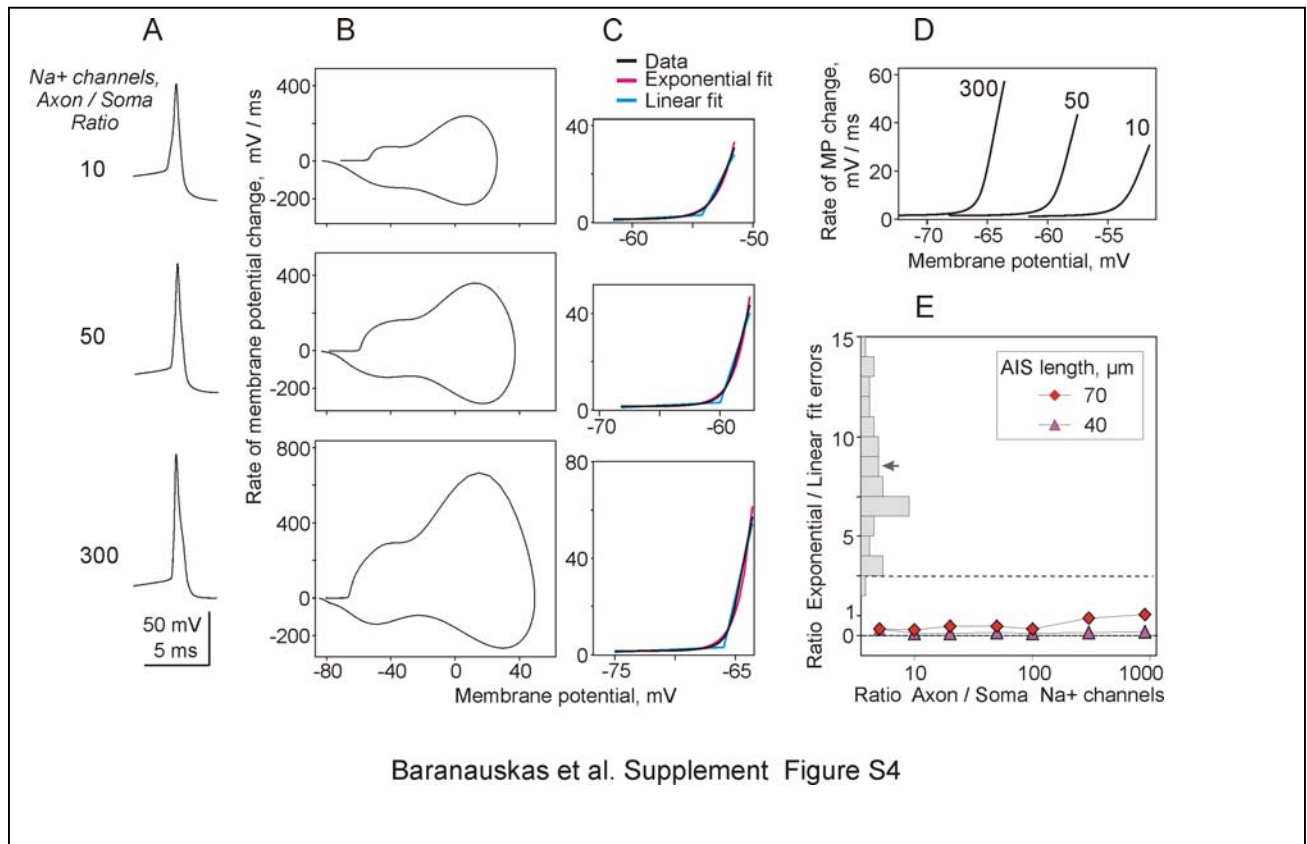 A
B
C
D
Na+ channels,
Axon / Soma
Ratio
10
50
300
50 mV
5 ms
Rate of membrane potential change, mV / ms
400
200
0
-200
400
200
0
-200
800
600
400
200
0
-200
-80
-40
0
40
Membrane potential, mV
Data
Exponential fit
Linear fit
40
0
-60
-50
40
0
-70
-60
80
40
0
-75
-65
Rate of MP change,
mV / ms
60
40
20
0
300
50
10
-70
-65
-60
-55
Membrane potential, mV
E
Ratio Exponential / Linear fit errors
15
10
5
1
0
AIS length, µm
70
40
10
100
1000
Ratio Axon / Soma Na+ channels
Baranauskas et al. Supplement Figure S4